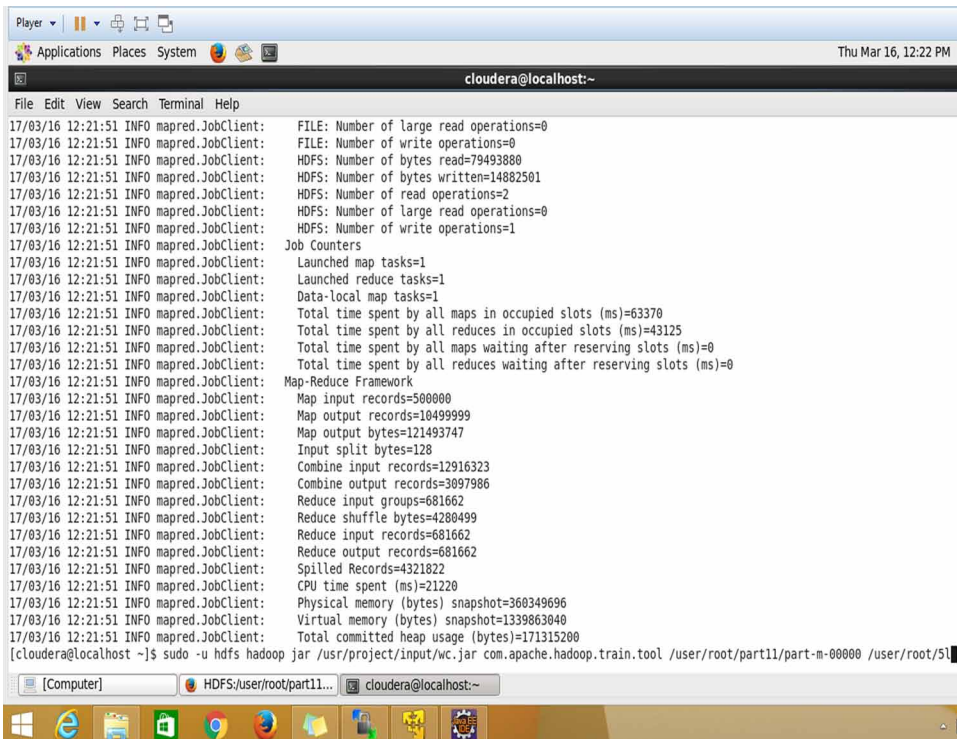 Player
Applications Places System Thu Mar 16, 12:22 PM
cloudera@localhost:~
File Edit View Search Terminal Help
17/03/16 12:21:51 INFO mapred.JobClient: FILE: Number of large read operations=0
17/03/16 12:21:51 INFO mapred.JobClient: FILE: Number of write operations=0
17/03/16 12:21:51 INFO mapred.JobClient: HDFS: Number of bytes read=79493880
17/03/16 12:21:51 INFO mapred.JobClient: HDFS: Number of bytes written=14882501
17/03/16 12:21:51 INFO mapred.JobClient: HDFS: Number of read operations=2
17/03/16 12:21:51 INFO mapred.JobClient: HDFS: Number of large read operations=0
17/03/16 12:21:51 INFO mapred.JobClient: HDFS: Number of write operations=1
17/03/16 12:21:51 INFO mapred.JobClient: Job Counters
17/03/16 12:21:51 INFO mapred.JobClient: Launched map tasks=1
17/03/16 12:21:51 INFO mapred.JobClient: Launched reduce tasks=1
17/03/16 12:21:51 INFO mapred.JobClient: Data-local map tasks=1
17/03/16 12:21:51 INFO mapred.JobClient: Total time spent by all maps in occupied slots (ms)=63370
17/03/16 12:21:51 INFO mapred.JobClient: Total time spent by all reduces in occupied slots (ms)=43125
17/03/16 12:21:51 INFO mapred.JobClient: Total time spent by all maps waiting after reserving slots (ms)=0
17/03/16 12:21:51 INFO mapred.JobClient: Total time spent by all reduces waiting after reserving slots (ms)=0
17/03/16 12:21:51 INFO mapred.JobClient: Map-Reduce Framework
17/03/16 12:21:51 INFO mapred.JobClient: Map input records=500000
17/03/16 12:21:51 INFO mapred.JobClient: Map output records=10499999
17/03/16 12:21:51 INFO mapred.JobClient: Map output bytes=121493747
17/03/16 12:21:51 INFO mapred.JobClient: Input split bytes=128
17/03/16 12:21:51 INFO mapred.JobClient: Combine input records=12916323
17/03/16 12:21:51 INFO mapred.JobClient: Combine output records=3097986
17/03/16 12:21:51 INFO mapred.JobClient: Reduce input groups=681662
17/03/16 12:21:51 INFO mapred.JobClient: Reduce shuffle bytes=4280499
17/03/16 12:21:51 INFO mapred.JobClient: Reduce input records=681662
17/03/16 12:21:51 INFO mapred.JobClient: Reduce output records=681662
17/03/16 12:21:51 INFO mapred.JobClient: Spilled Records=4321822
17/03/16 12:21:51 INFO mapred.JobClient: CPU time spent (ms)=21220
17/03/16 12:21:51 INFO mapred.JobClient: Physical memory (bytes) snapshot=360349696
17/03/16 12:21:51 INFO mapred.JobClient: Virtual memory (bytes) snapshot=1339863040
17/03/16 12:21:51 INFO mapred.JobClient: Total committed heap usage (bytes)=171315200
[cloudera@localhost ~]$ sudo -u hdfs hadoop jar /usr/project/input/wc.jar com.apache.hadoop.train.tool /user/root/part11/part-m-00000 /user/root/5l
[Computer] HDFS:/user/root/part11... cloudera@localhost:~